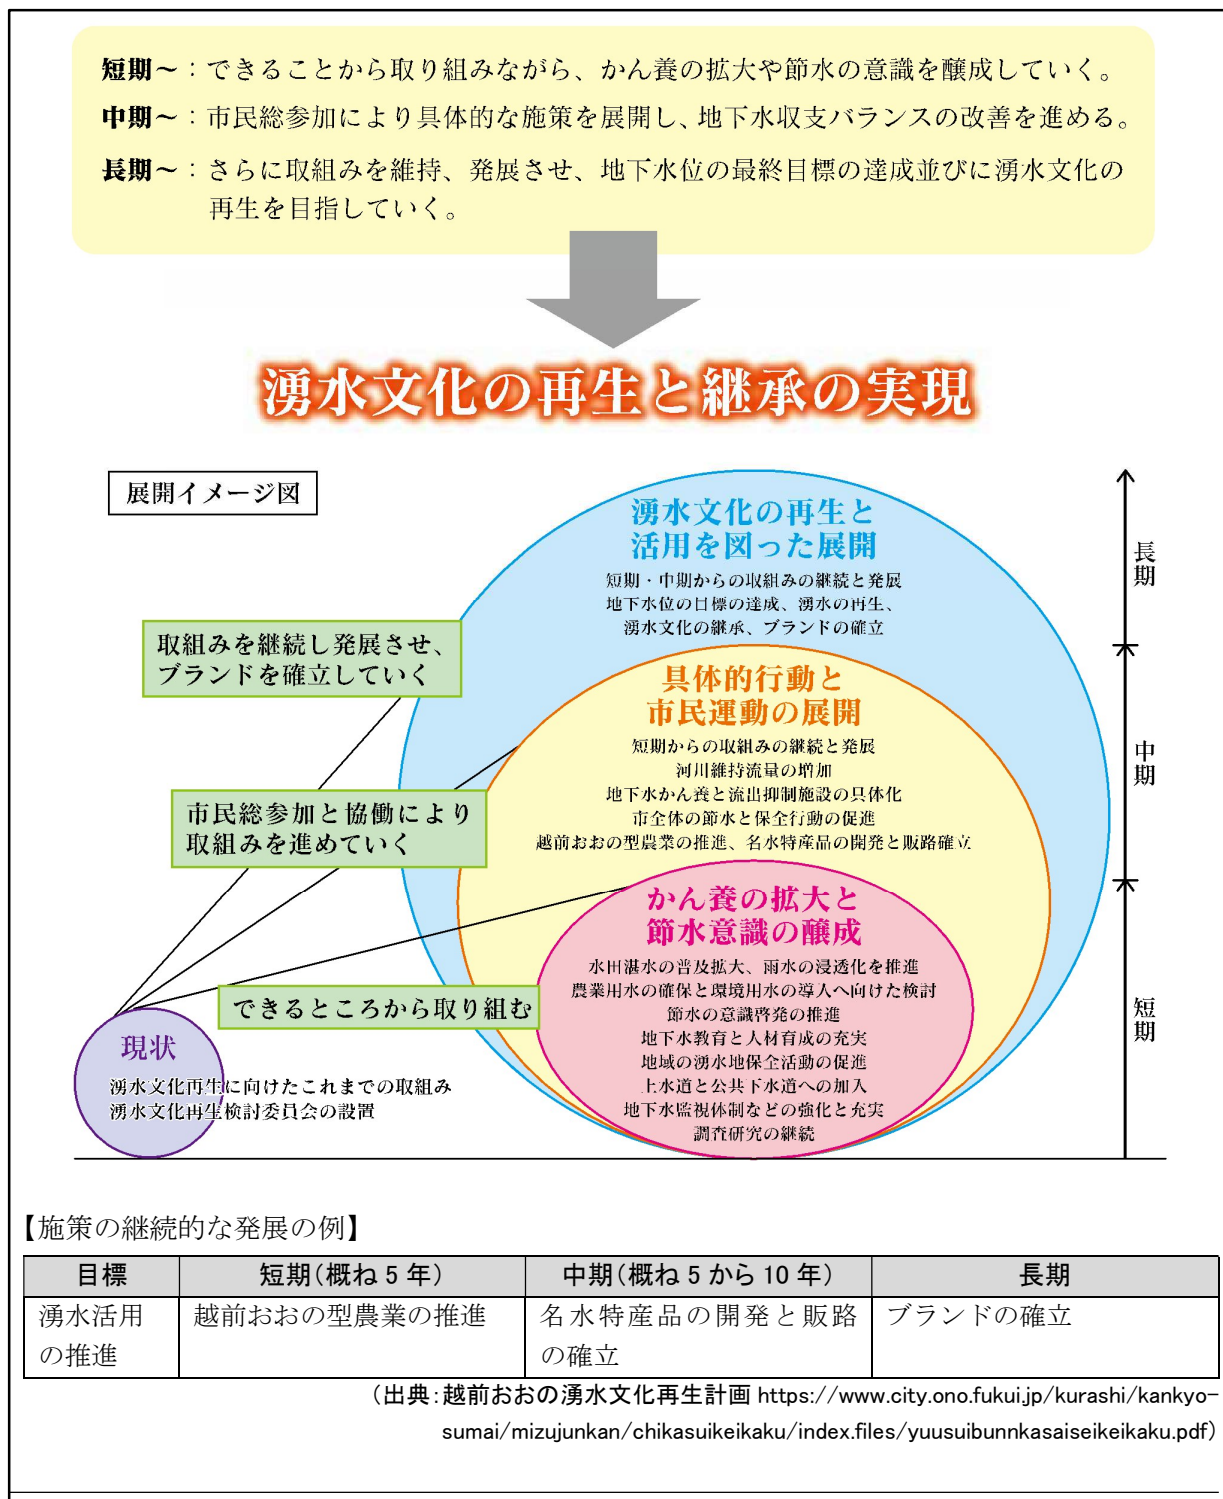 短期～：できることから取り組みながら、かん養の拡大や節水の意識を醸成していく。
中期～：市民総参加により具体的な施策を展開し、地下水収支バランスの改善を進める。
長期～：さらに取組みを維持、発展させ、地下水位の最終目標の達成並びに湧水文化の
再生を目指していく。
湧水文化の再生と継承の実現
展開イメージ図
湧水文化の再生と
活用を図った展開
短期・中期からの取組みの継続と発展
地下水位の目標の達成、湧水の再生、
湧水文化の継承、ブランドの確立
長期
取組みを継続し発展させ、
ブランドを確立していく
具体的行動と
市民運動の展開
短期からの取組みの継続と発展
河川維持流量の増加
地下水かん養と流出抑制施設の具体化
市全体の節水と保全行動の促進
越前おおの型農業の推進、名水特産品の開発と販路確立
中期
市民総参加と協働により
取組みを進めていく
かん養の拡大と
節水意識の醸成
水田湛水の普及拡大、雨水の浸透化を推進
農業用水の確保と環境用水の導入へ向けた検討
節水の意識啓発の推進
地下水教育と人材育成の充実
地域の湧水地保全活動の促進
上水道と公共下水道への加入
地下水監視体制などの強化と充実
調査研究の継続
短期
できるところから取り組む
現状
湧水文化再生に向けたこれまでの取組み
湧水文化再生検討委員会の設置
【施策の継続的な発展の例】
目標 短期（概ね5年） 中期（概ね5から10年） 長期
湧水活用 越前おおの型農業の推進 名水特産品の開発と販路 ブランドの確立
の推進 の確立
（出典：越前おおの湧水文化再生計画 https://www.city.ono.fukui.jp/kurashi/kankyo-
sumai/mizujunkan/chikasuikeikaku/index.files/yuusuibunnkasaiseikeikaku.pdf）